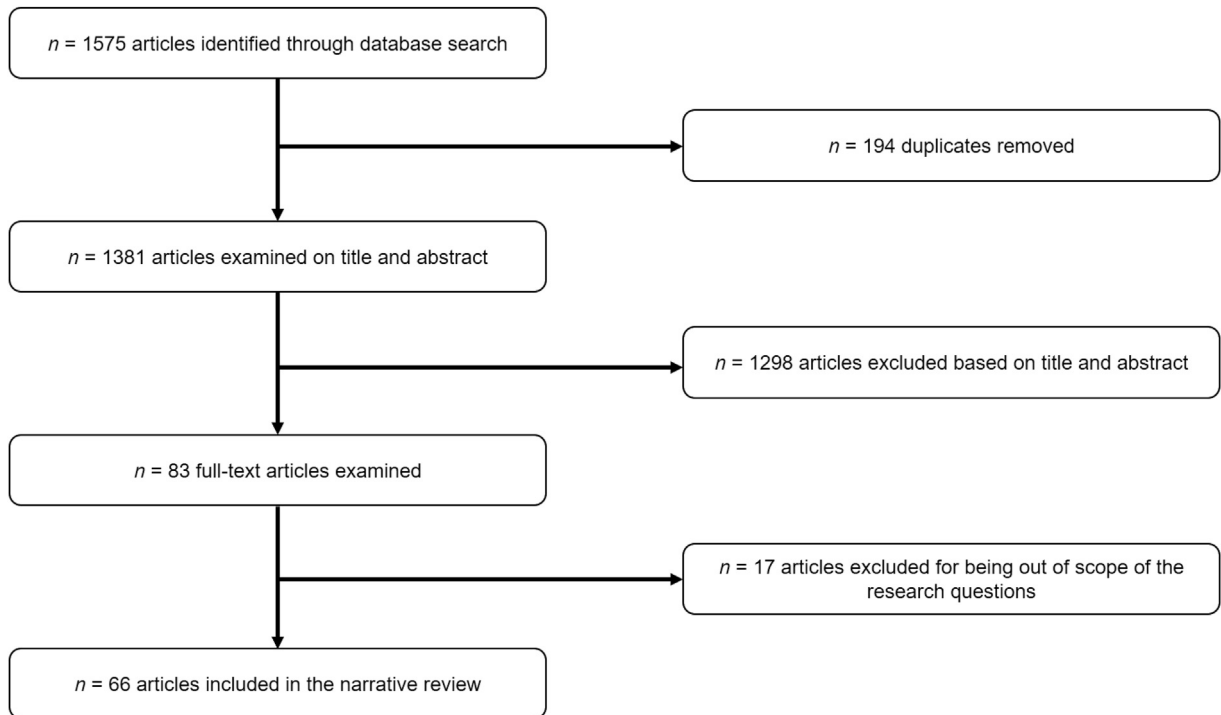 n = 1575 articles identified through database search
n = 194 duplicates removed
n = 1381 articles examined on title and abstract
n = 1298 articles excluded based on title and abstract
n = 83 full-text articles examined
n = 17 articles excluded for being out of scope of the
research questions
n = 66 articles included in the narrative review